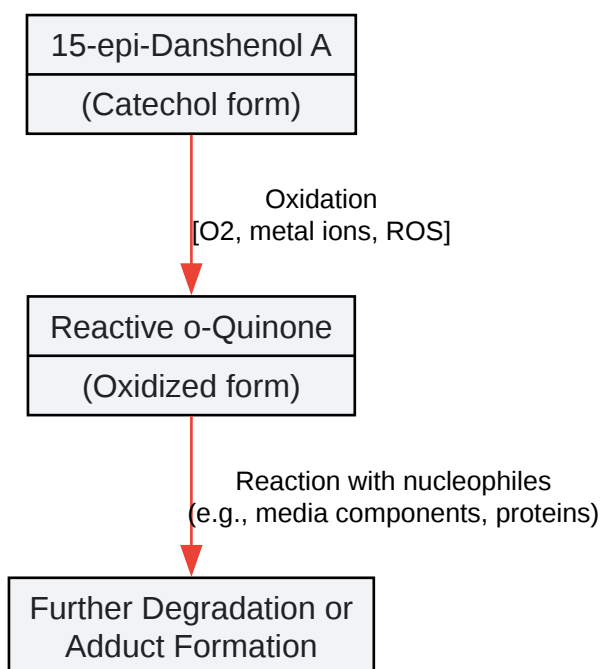 15-epi-Danshenol A
(Catechol form)
Oxidation
[O2, metal ions, ROS]
Reactive o-Quinone
(Oxidized form)
Reaction with nucleophiles
(e.g., media components, proteins)
Further Degradation or
Adduct Formation